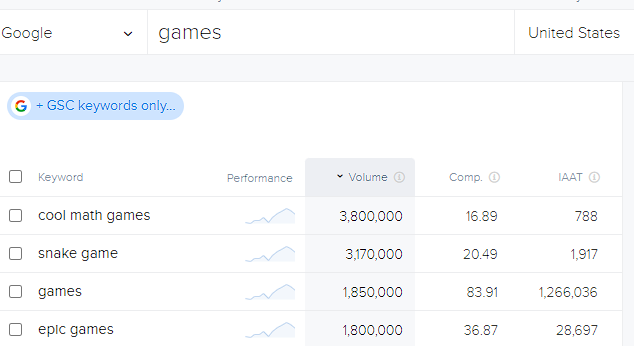 Google games United States
+ GSC keywords only...
Keyword Performance Volume Comp. IAAT
cool math games 3,800,000 16.89 788
snake game 3,170,000 20.49 1,917
games 1,850,000 83.91 1,266,036
epic games 1,800,000 36.87 28,697